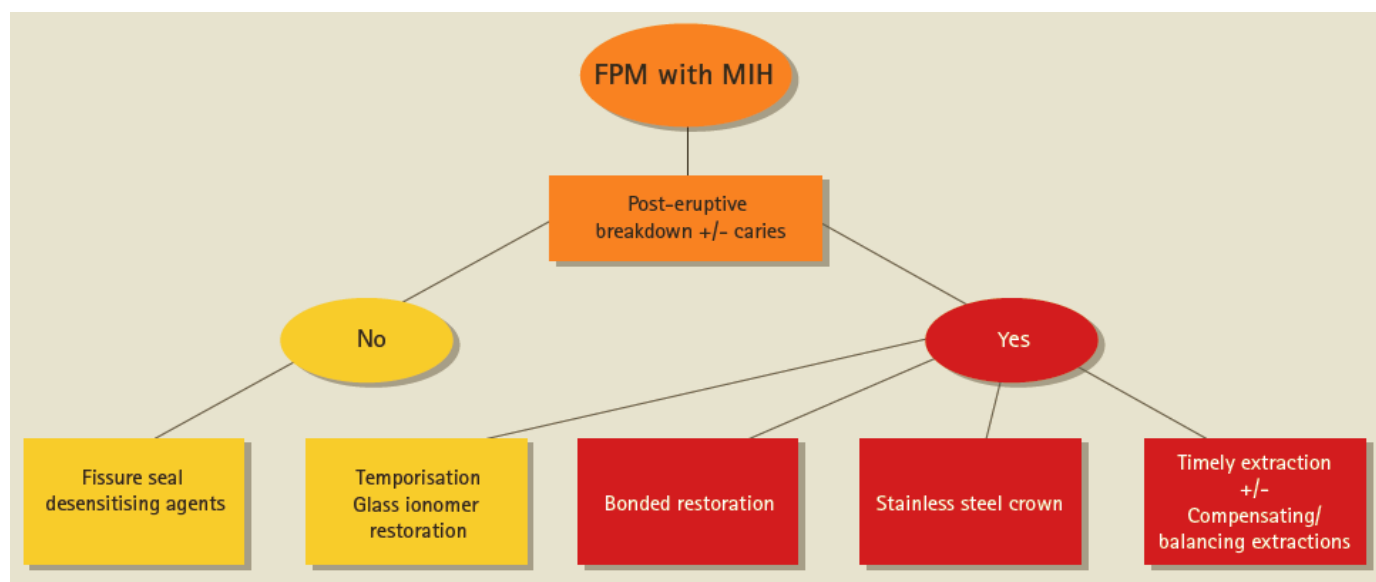 FPM with MIH
Post-eruptive
breakdown +/- caries
No
Yes
Fissure seal
desensitising agents
Temporisation
Glass ionomer
restoration
Bonded restoration
Stainless steel crown
Timely extraction
+/-
Compensating/
balancing extractions